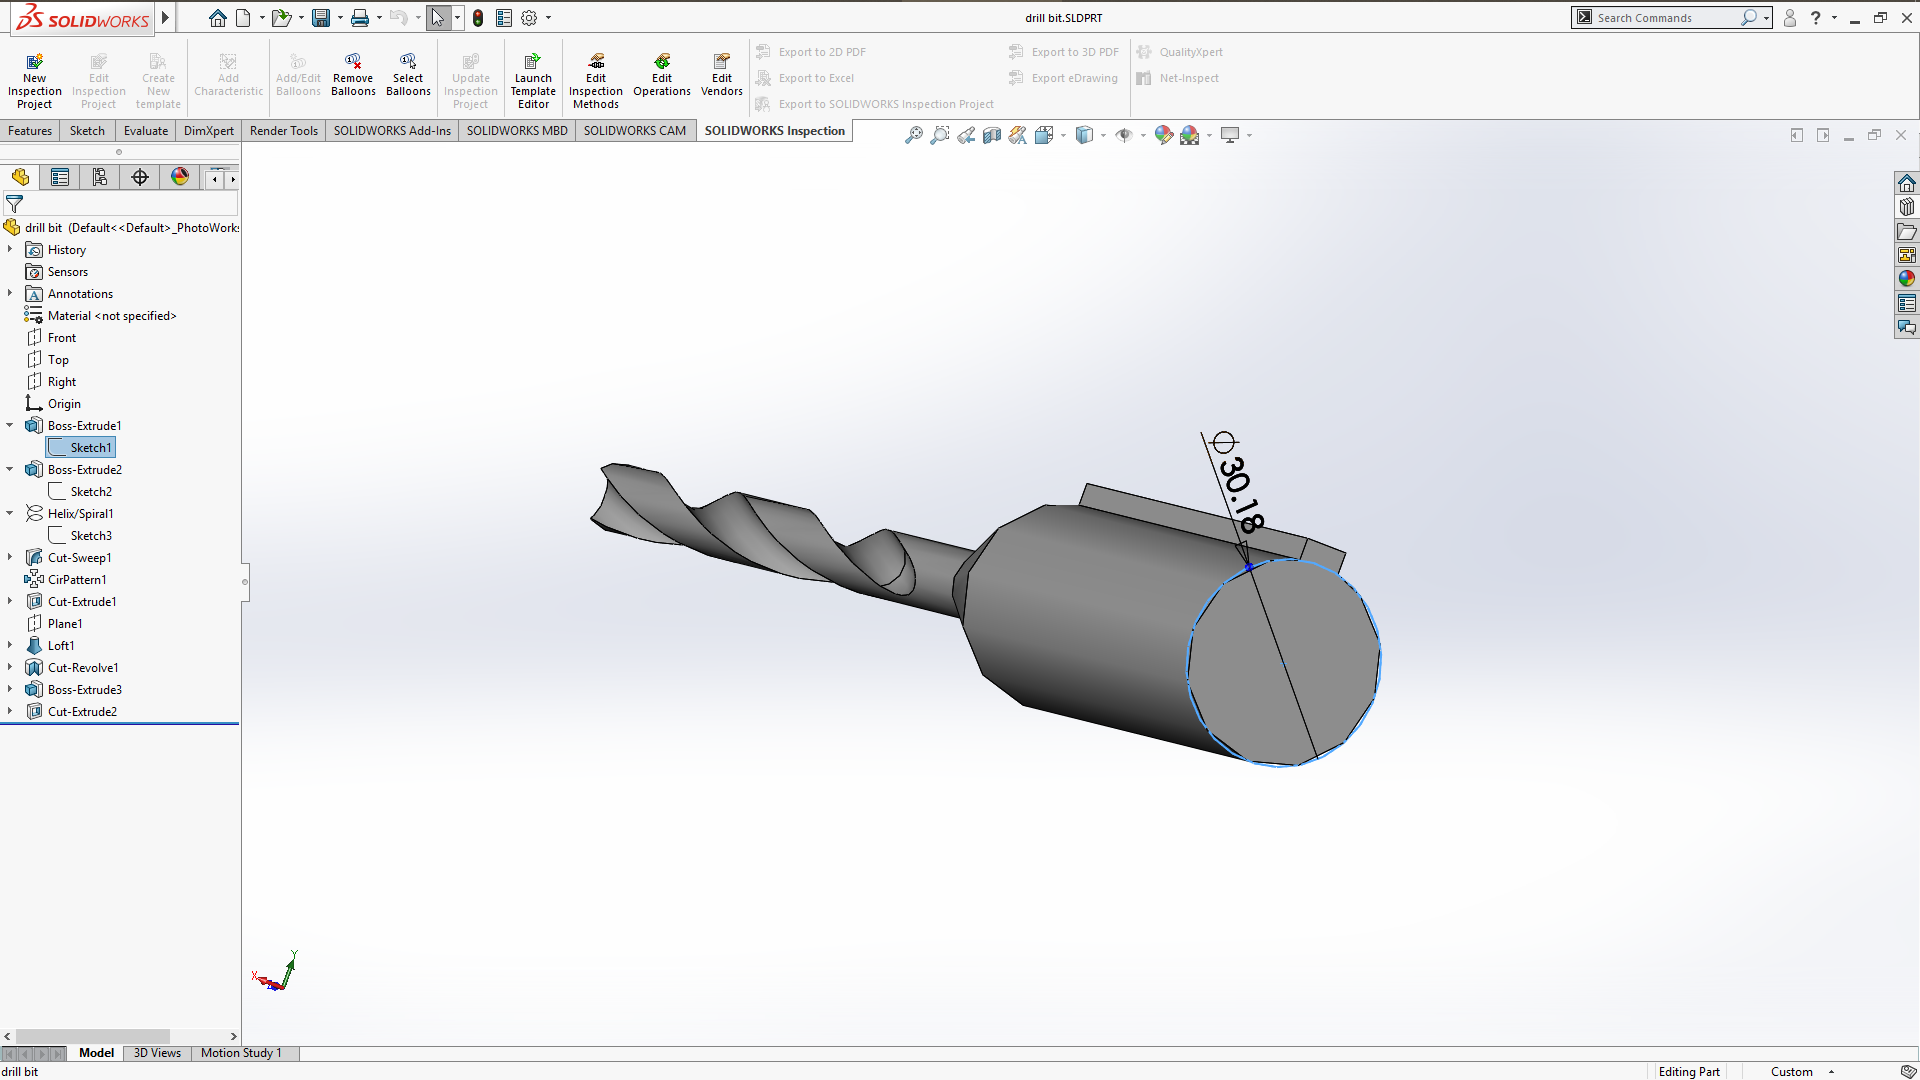 SOLIDWORKS
drill bit.SLDPRT
Search Commands
?
New Inspection Project
Edit Inspection Project
Create New template
Add Characteristic
Add/Edit Balloons
Remove Balloons
Select Balloons
Update Inspection Project
Launch Template Editor
Edit Inspection Methods
Edit Operations
Edit Vendors
Export to 2D PDF
Export to Excel
Export to SOLIDWORKS Inspection Project
Export to 3D PDF
Export eDrawing
QualityXpert
Net-Inspect
Features
Sketch
Evaluate
DimXpert
Render Tools
SOLIDWORKS Add-Ins
SOLIDWORKS MBD
SOLIDWORKS CAM
SOLIDWORKS Inspection
drill bit (Default<<Default>_PhotoWorks
History
Sensors
Annotations
Material <not specified>
Front
Top
Right
Origin
Boss-Extrude1
Sketch1
Boss-Extrude2
Sketch2
Helix/Spiral1
Sketch3
Cut-Sweep1
CirPattern1
Cut-Extrude1
Plane1
Loft1
Cut-Revolve1
Boss-Extrude3
Cut-Extrude2
∅30.18
Y
X
Model
3D Views
Motion Study 1
drill bit
Editing Part
Custom